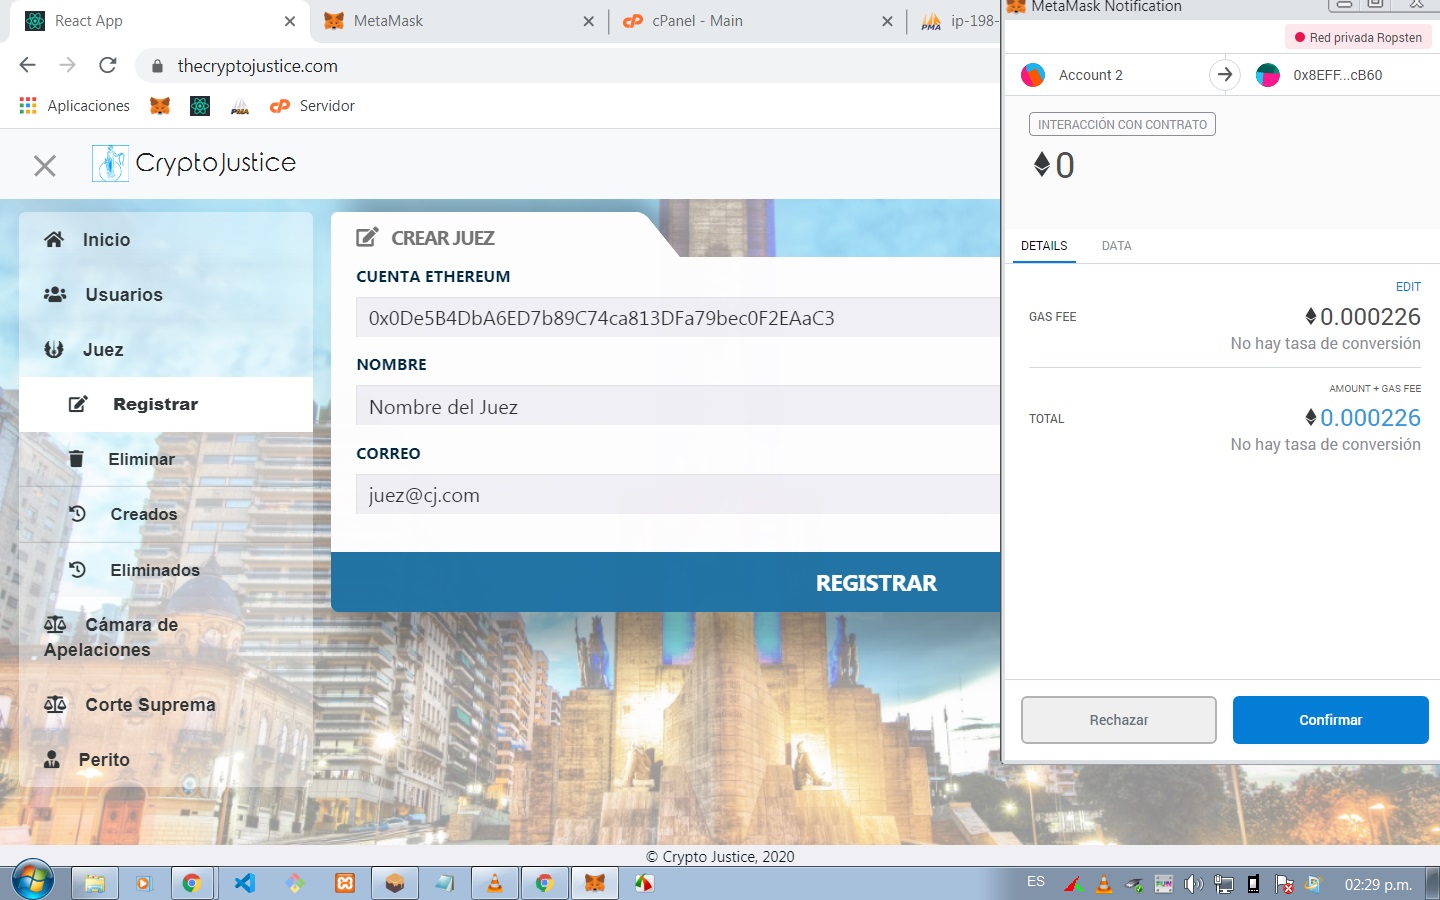 React App
MetaMask
cPanel - Main
ip-198-
thecryptojustice.com
Aplicaciones
PMA
Servidor
CryptoJustice
Inicio
Usuarios
Juez
Registrar
Eliminar
Creados
Eliminados
Cámara de
Apelaciones
Corte Suprema
Perito
CREAR JUEZ
CUENTA ETHEREUM
0x0De5B4DbA6ED7b89C74ca813DFa79bec0F2EAaC3
NOMBRE
Nombre del Juez
CORREO
juez@cj.com
REGISTRAR
© Crypto Justice, 2020
MetaMask Notification
Red privada Ropsten
Account 2
0x8EFF...cB60
INTERACCIÓN CON CONTRATO
0
DETAILS
DATA
EDIT
GAS FEE
0.000226
No hay tasa de conversión
AMOUNT + GAS FEE
TOTAL
0.000226
No hay tasa de conversión
Rechazar
Confirmar
ES
02:29 p.m.